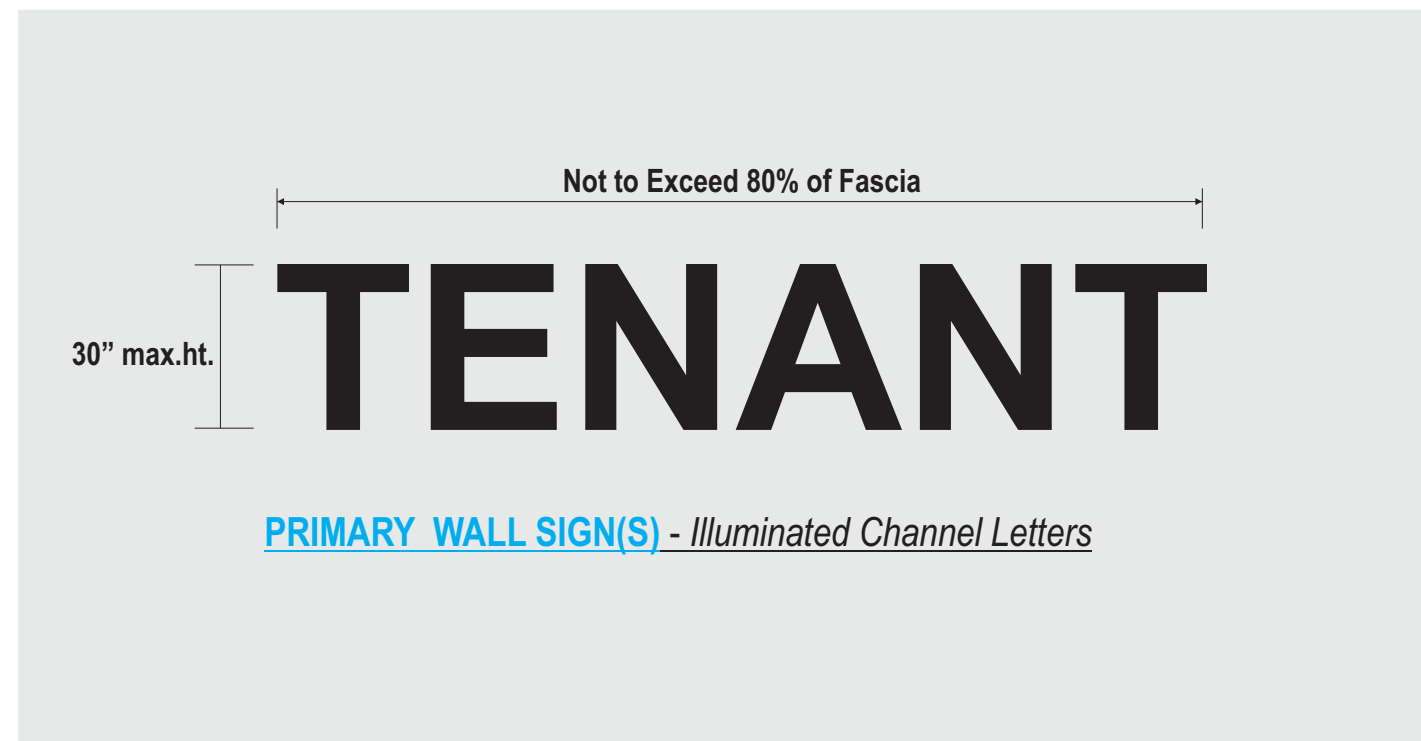 Not to Exceed 80% of Fascia
TENANT
30” max.ht.
PRIMARY WALL SIGN(S) - Illuminated Channel Letters